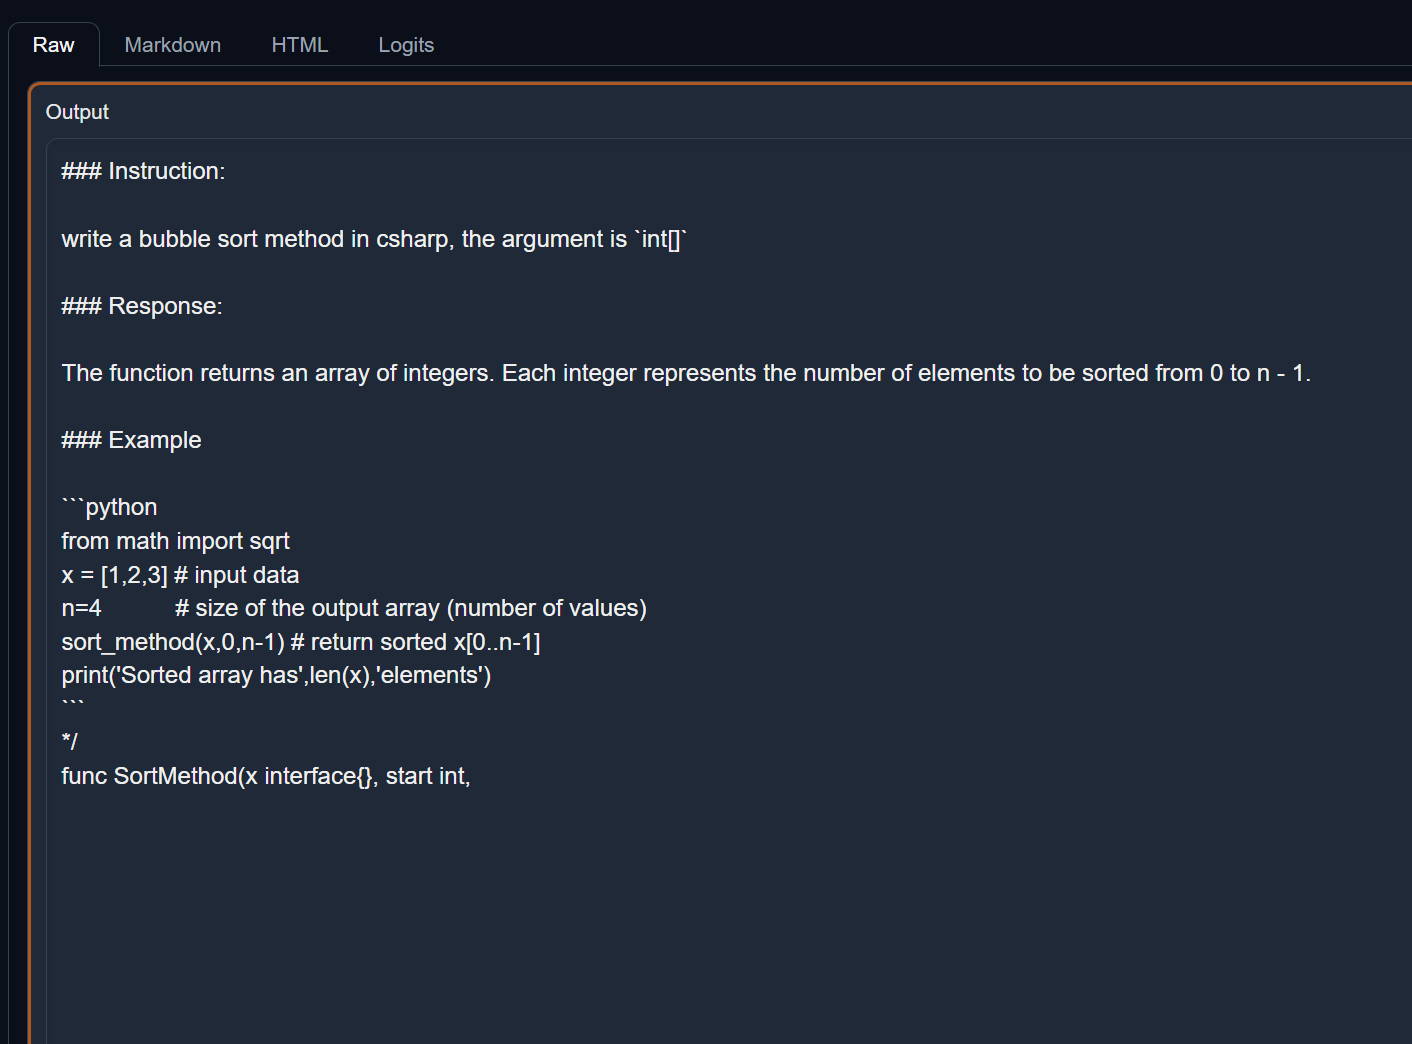 Raw Markdown HTML Logits
Output
### Instruction:
write a bubble sort method in csharp, the argument is `int[]`
### Response:
The function returns an array of integers. Each integer represents the number of elements to be sorted from 0 to n - 1.
### Example
```python
from math import sqrt
x = [1,2,3] # input data
n=4           # size of the output array (number of values)
sort_method(x,0,n-1) # return sorted x[0..n-1]
print('Sorted array has',len(x),'elements')
```
*/
func SortMethod(x interface{}, start int,